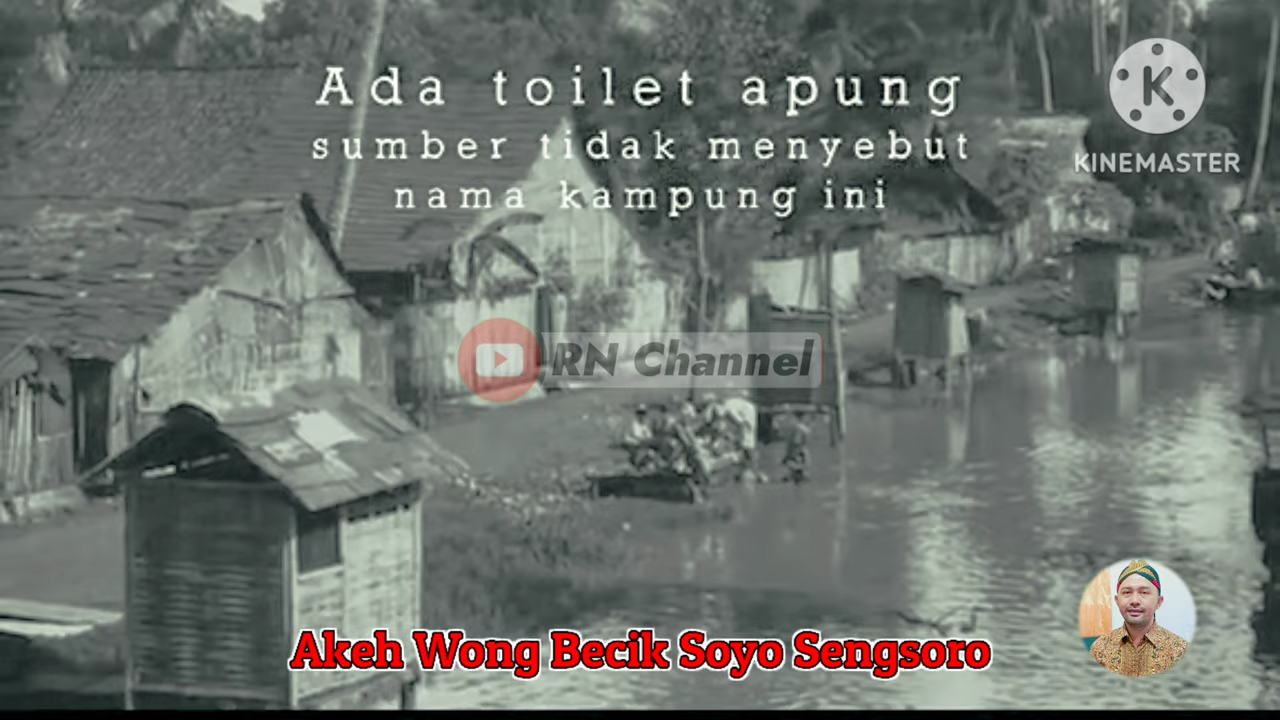 Ada toilet apung
sumber tidak menyebut
nama kampung ini
KINEMASTER
RN Channel
Akeh Wong Becik Soyo Sengsoro